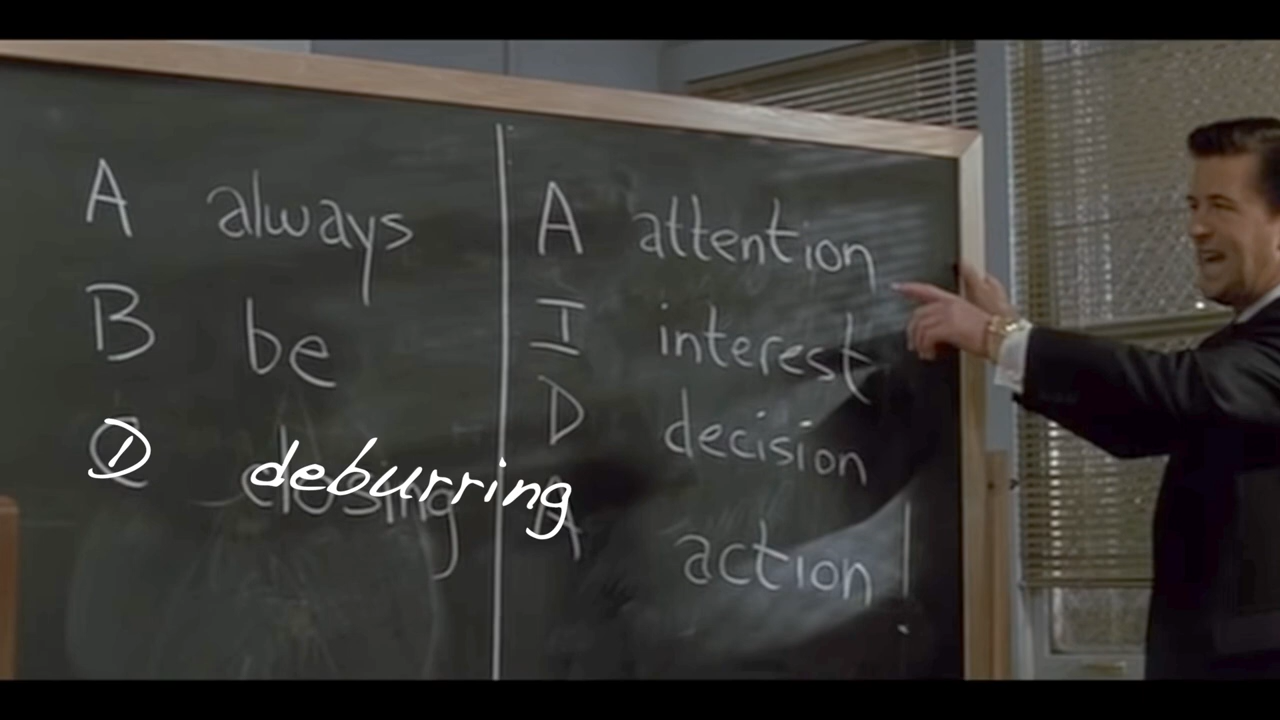 A always
B be
D deburring
A attention
I interest
D decision
A action!